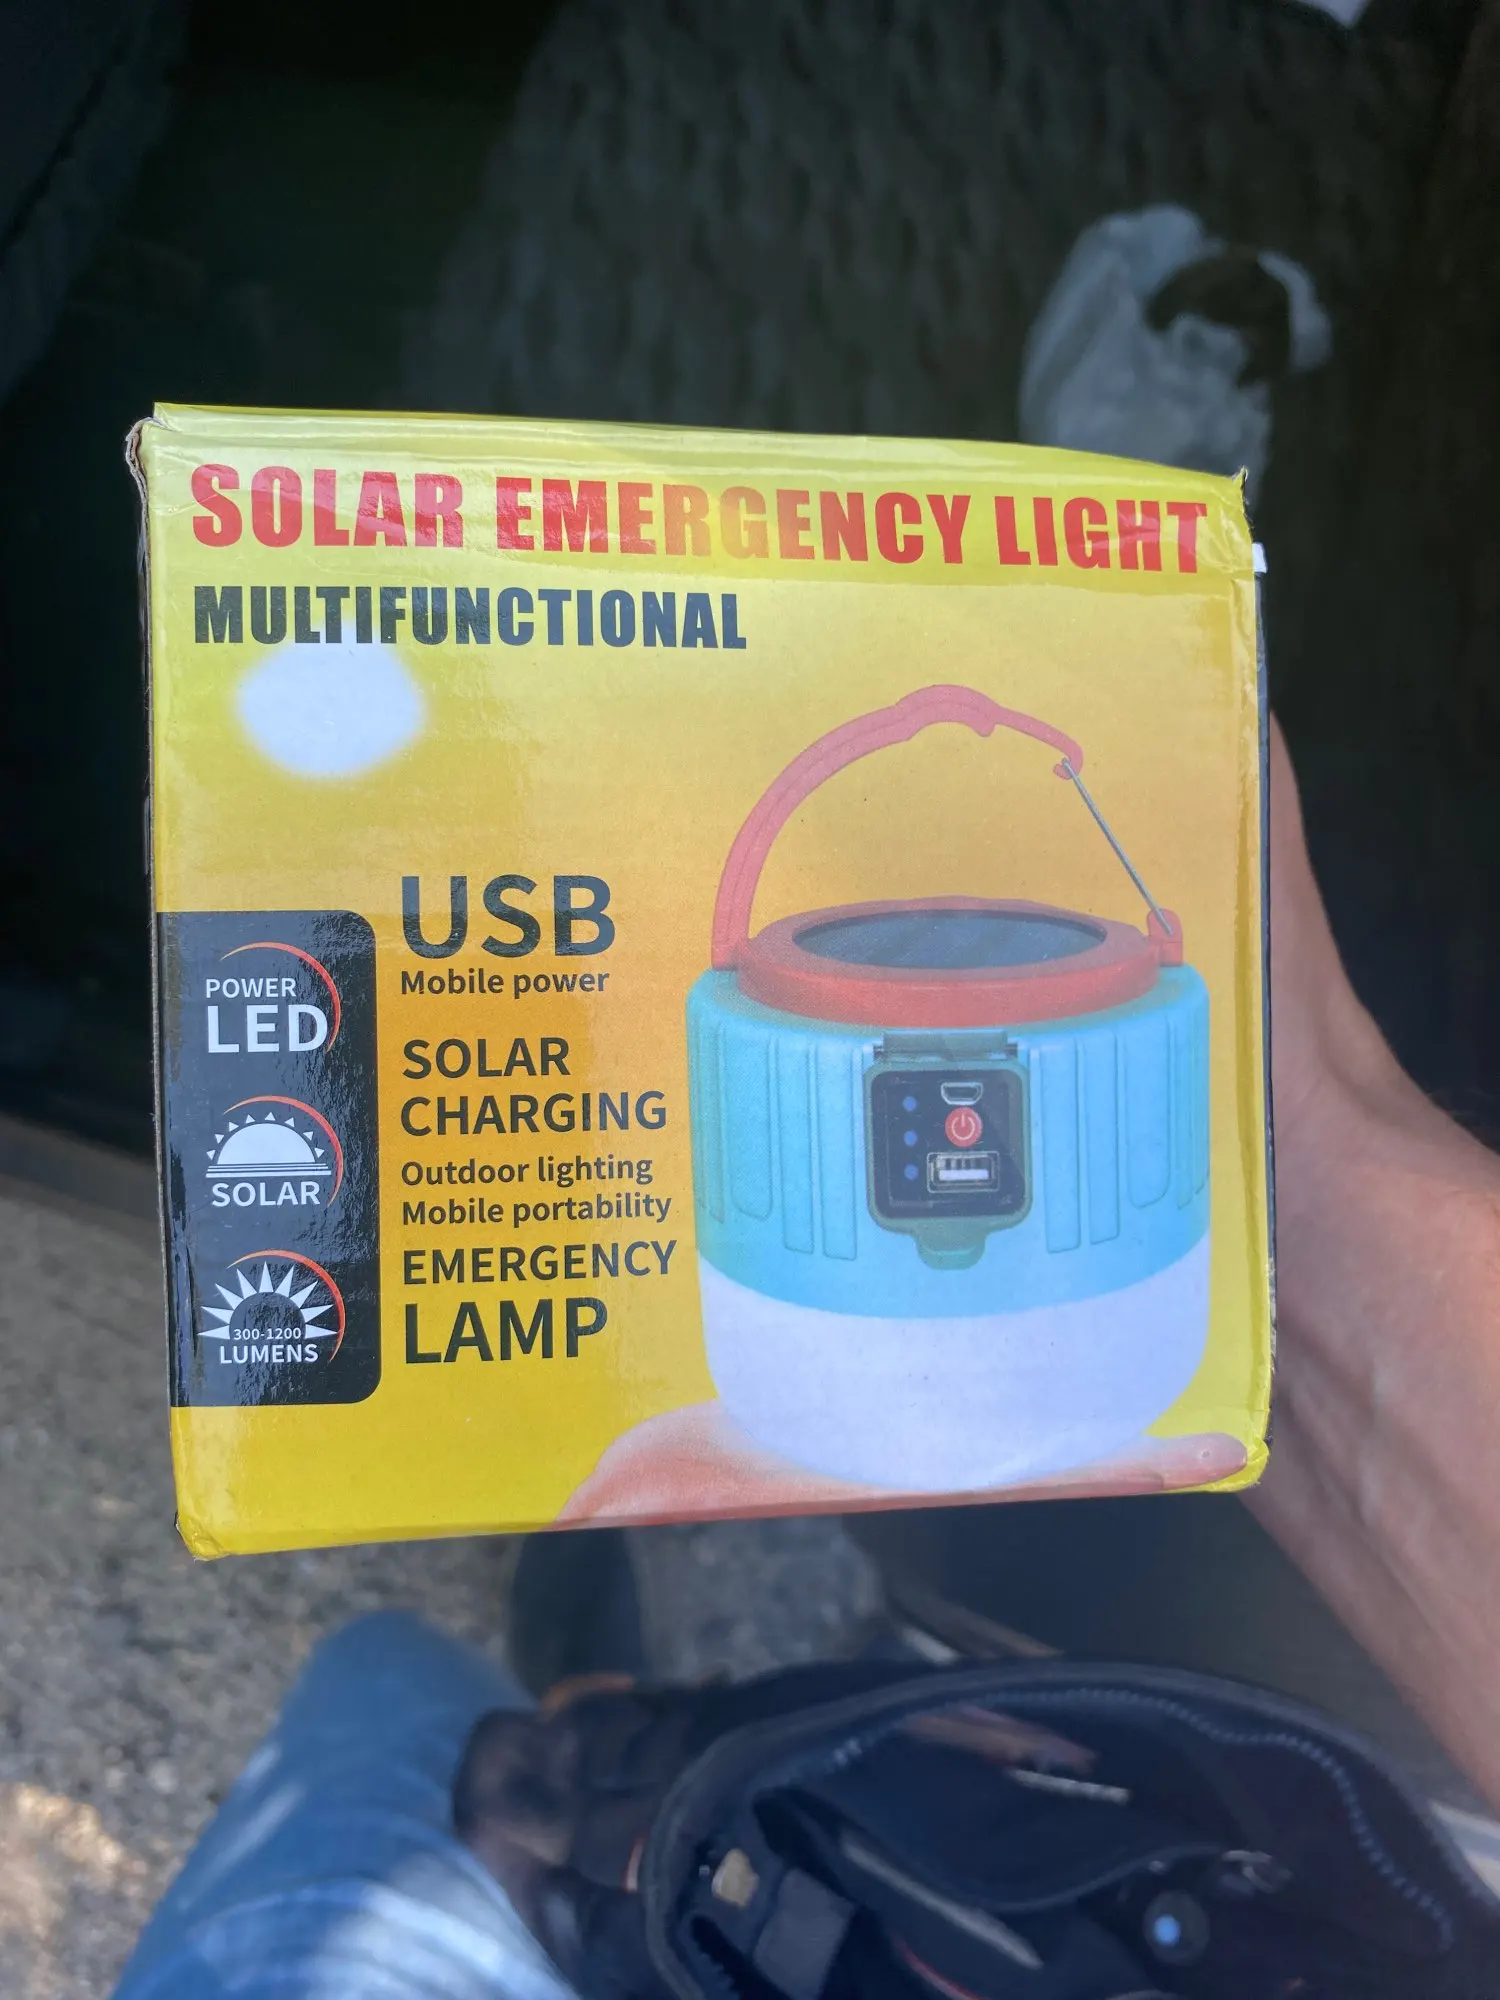 SOLAR EMERGENCY LIGHT
MULTIFUNCTIONAL
USB
Mobile power
SOLAR
CHARGING
Outdoor lighting
Mobile portability
EMERGENCY
LAMP
POWER
LED
SOLAR
300-1200
LUMENS